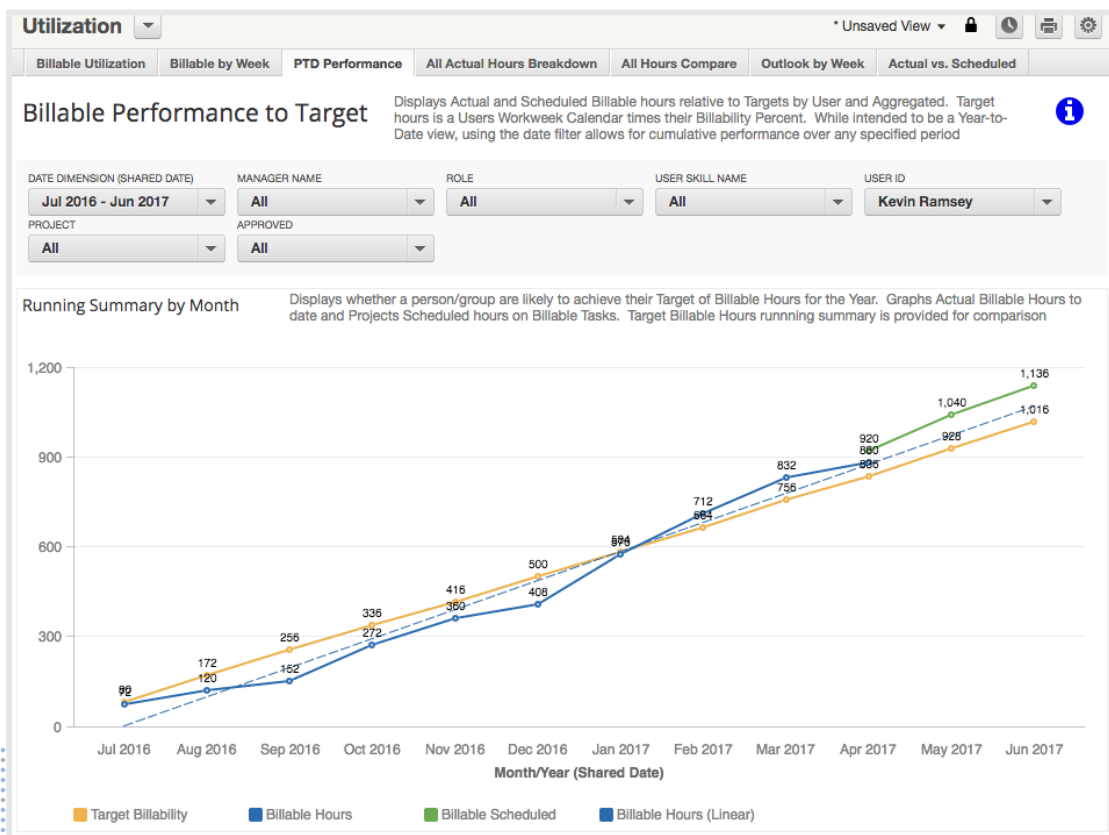 Utilization
* Unsaved View
Billable Utilization
Billable by Week
PTD Performance
All Actual Hours Breakdown
All Hours Compare
Outlook by Week
Actual vs. Scheduled
Billable Performance to Target
Displays Actual and Scheduled Billable hours relative to Targets by User and Aggregated. Target
hours is a Users Workweek Calendar times their Billability Percent. While intended to be a Year-to-
Date view, using the date filter allows for cumulative performance over any specified period
DATE DIMENSION (SHARED DATE)
MANAGER NAME
ROLE
USER SKILL NAME
USER ID
Jul 2016 - Jun 2017
All
All
All
Kevin Ramsey
PROJECT
APPROVED
All
All
Running Summary by Month
Displays whether a person/group are likely to achieve their Target of Billable Hours for the Year. Graphs Actual Billable Hours to
date and Projects Scheduled hours on Billable Tasks. Target Billable Hours runnning summary is provided for comparison
1,200
900
600
300
0
72
172
120
256
152
336
272
416
360
500
408
712
664
832
756
920
880
836
1,040
928
1,136
1,016
Jul 2016
Aug 2016
Sep 2016
Oct 2016
Nov 2016
Dec 2016
Jan 2017
Feb 2017
Mar 2017
Apr 2017
May 2017
Jun 2017
Month/Year (Shared Date)
Target Billability
Billable Hours
Billable Scheduled
Billable Hours (Linear)